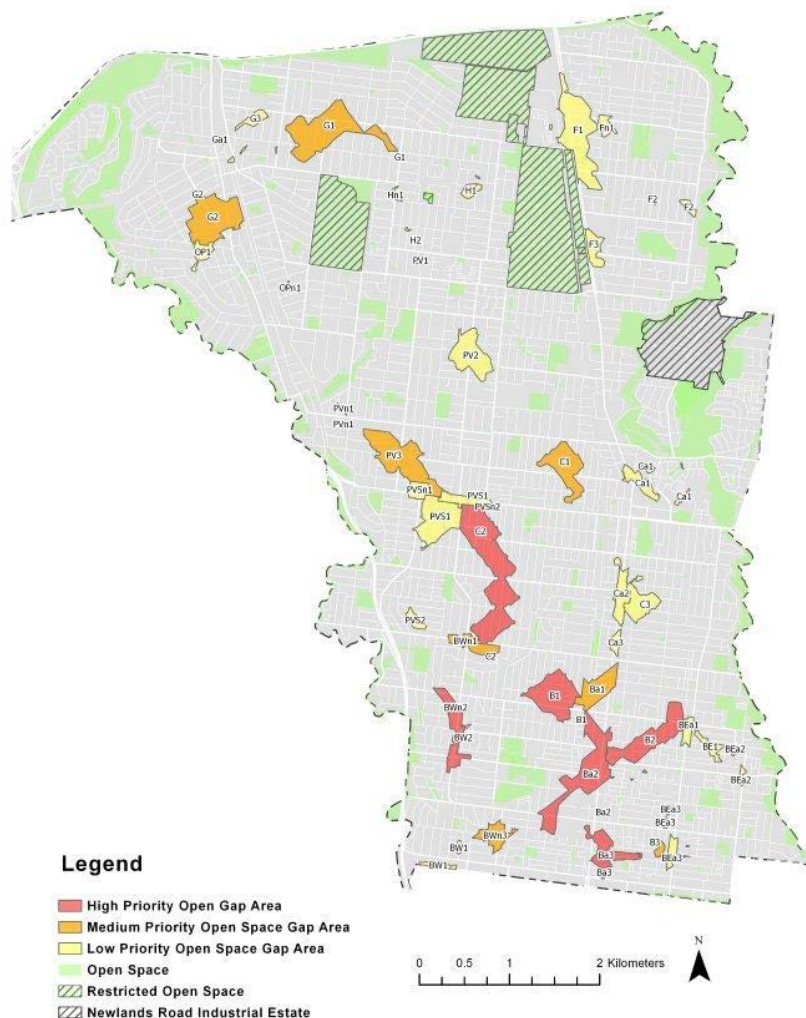 G3
G1
F1
Fn1
Ga1
G1
G2
Hn1
H1
F2
F2
G2
H2
F3
OP1
PV1
OPn1
PV2
PVn1
PVn1
PV3
C1
Ca1
Ca1
Ca1
PVSn1
PVS1
PVSn2
PVS1
C2
Ca2
C3
PVS2
BWn1
Ca3
C2
Ba1
B1
BWn2
B1
BEa1
BW2
B2
BE1
BEa2
Ba2
BEa2
Ba2
BEa3
BEa3
BWn3
BW1
B3
Ba3
BEa3
BW1
Ba3
Legend
High Priority Open Gap Area
Medium Priority Open Space Gap Area
Low Priority Open Space Gap Area
Open Space
Restricted Open Space
Newlands Road Industrial Estate
N
0 0.5 1 2 Kilometers